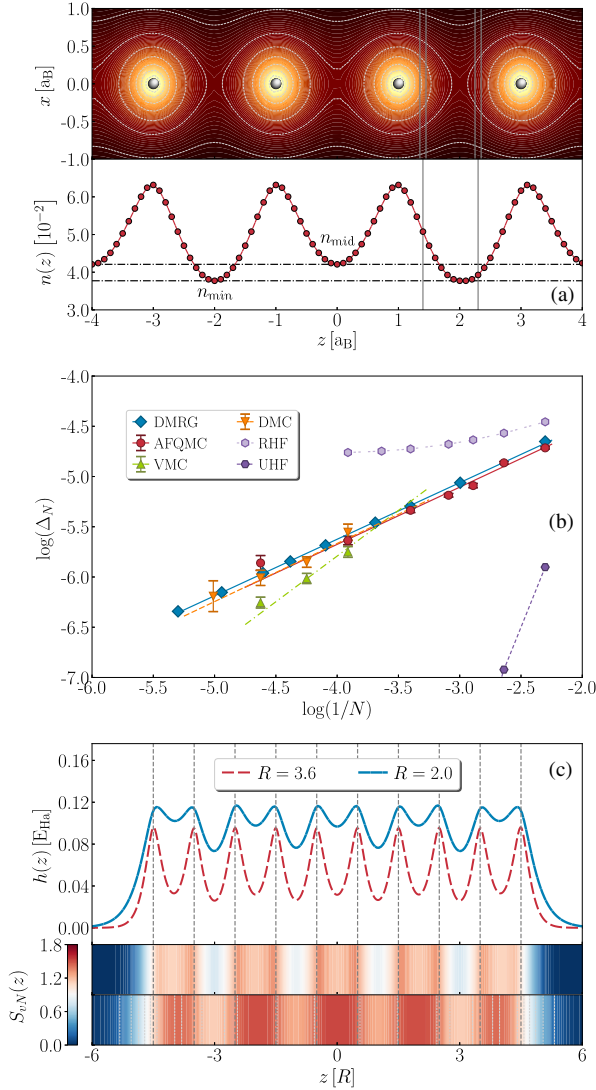 1.0
0.5
0.0
-0.5
-1.0
x [aB]
6.0
5.0
4.0
3.0
n(z) [10⁻²]
n_mid
n_min
(a)
-4 -3 -2 -1 0 1 2 3 4
z [aB]
-4.0
-4.5
-5.0
-5.5
-6.0
-6.5
-7.0
log(Δ_N)
DMRG DMC
AFQMC RHF
VMC UHF
(b)
-6.0 -5.5 -5.0 -4.5 -4.0 -3.5 -3.0 -2.5 -2.0
log(1/N)
0.16
0.12
0.08
0.04
0.00
h(z) [E_Ha]
R = 3.6 R = 2.0
(c)
1.8
1.2
0.6
0.0
S_vN(z)
-6 -3 0 3 6
z [R]